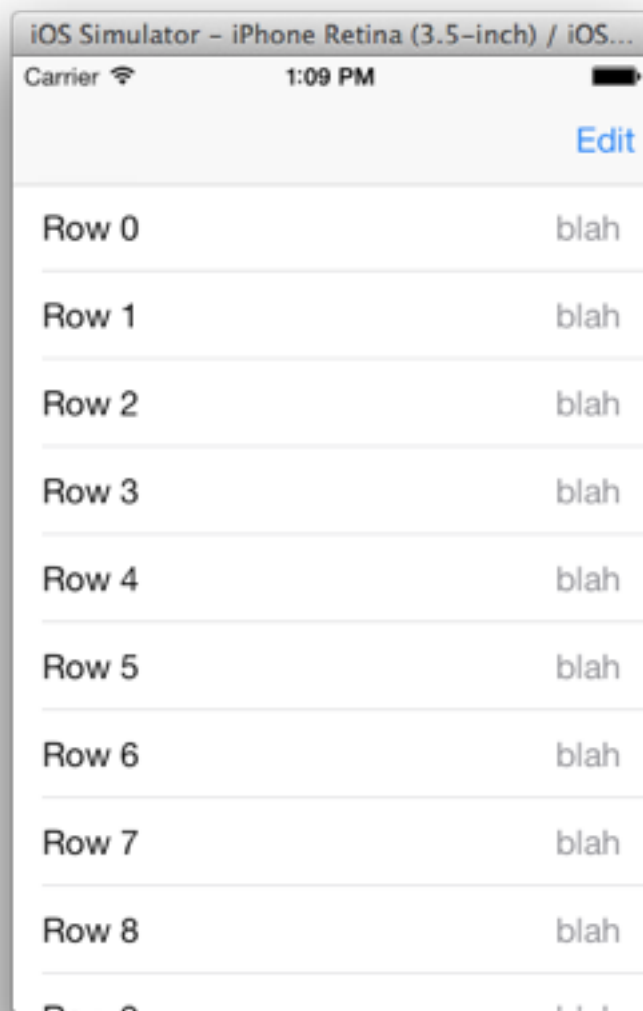 iOS Simulator – iPhone Retina (3.5-inch) / iOS...
Carrier 1:09 PM
Edit
Row 0 blah
Row 1 blah
Row 2 blah
Row 3 blah
Row 4 blah
Row 5 blah
Row 6 blah
Row 7 blah
Row 8 blah